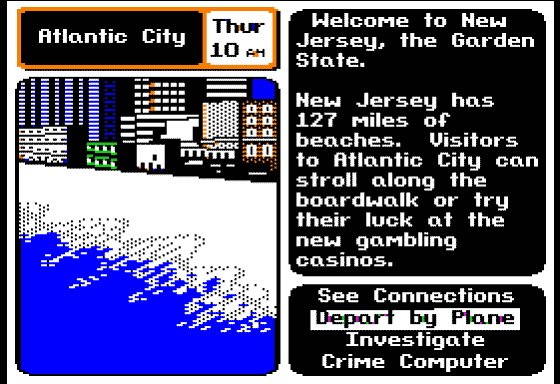 Atlantic City
Thur
10 AM
Welcome to New
Jersey, the Garden
State.
New Jersey has
127 miles of
beaches. Visitors
to Atlantic City can
stroll along the
boardwalk or try
their luck at the
new gambling
casinos.
See Connections
Depart by Plane
Investigate
Crime Computer